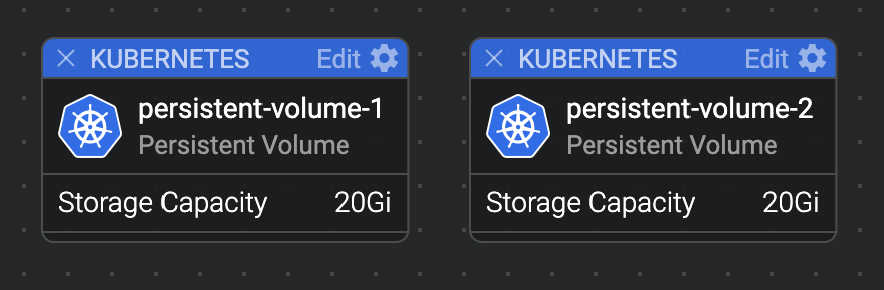 KUBERNETES Edit
persistent-volume-1
Persistent Volume
Storage Capacity 20Gi
KUBERNETES Edit
persistent-volume-2
Persistent Volume
Storage Capacity 20Gi